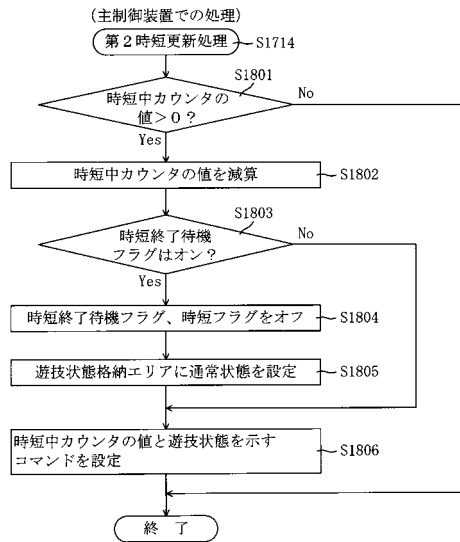 (主制御装置での処理)
第2時短更新処理
S1714
S1801
時短中カウンタの
値>0?
No
Yes
時短中カウンタの値を減算
S1802
S1803
時短終了待機
フラグはオン?
No
Yes
時短終了待機フラグ、時短フラグをオフ
S1804
遊技状態格納エリアに通常状態を設定
S1805
時短中カウンタの値と遊技状態を示す
コマンドを設定
S1806
終 了